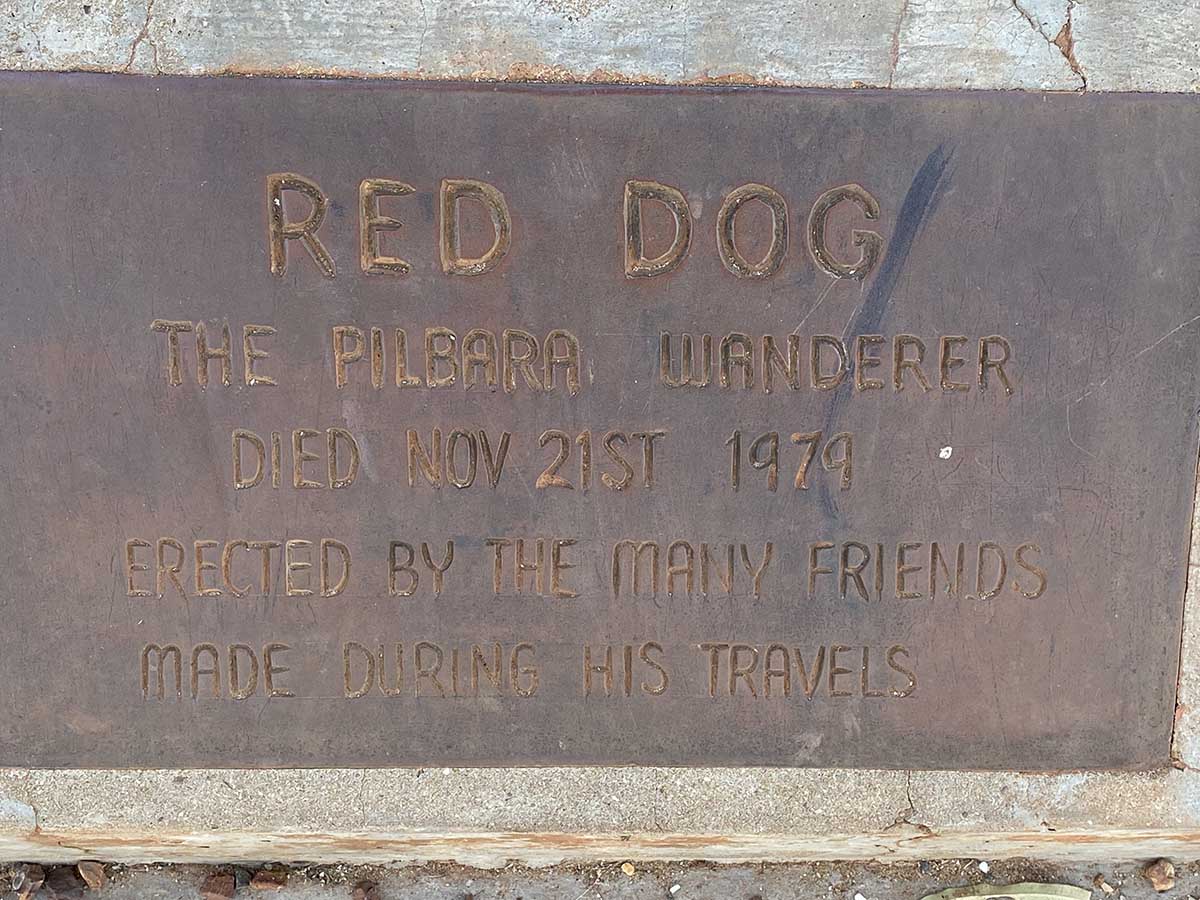 RED DOG
THE PILBARA WANDERER
DIED NOV 21ST 1979
ERECTED BY THE MANY FRIENDS
MADE DURING HIS TRAVELS